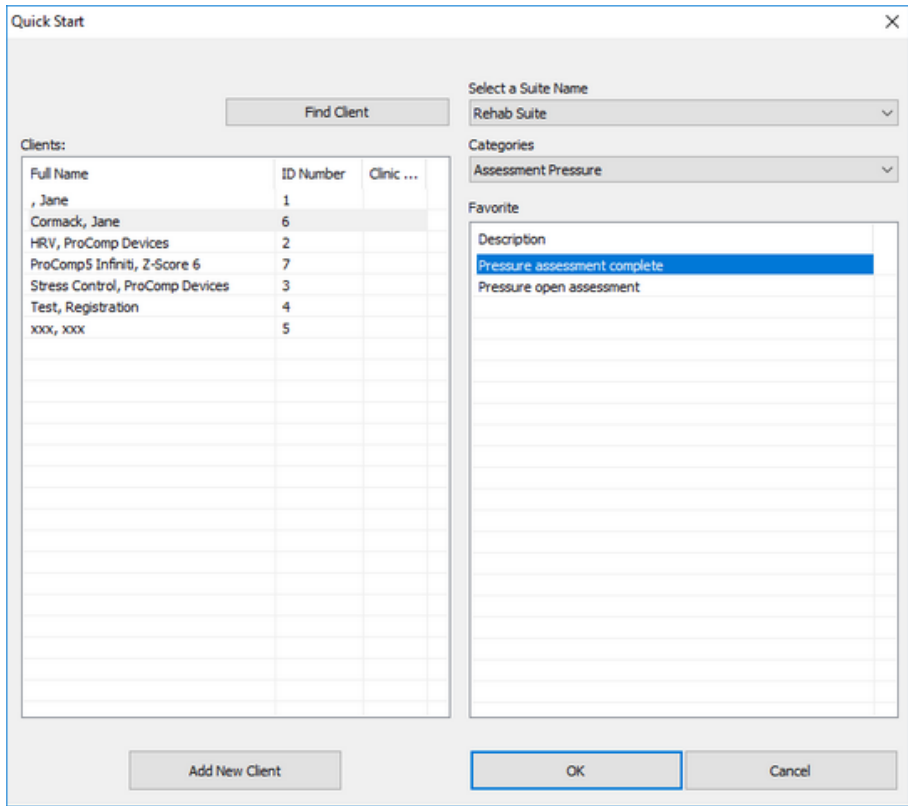 Quick Start
Find Client
Clients:
Full Name ID Number Clinic ...
, Jane 1
Cormack, Jane 6
HRV, ProComp Devices 2
ProComp5 Infiniti, Z-Score 6 7
Stress Control, ProComp Devices 3
Test, Registration 4
xxx, xxx 5
Add New Client
Select a Suite Name
Rehab Suite
Categories
Assessment Pressure
Favorite
Description
Pressure assessment complete
Pressure open assessment
OK Cancel